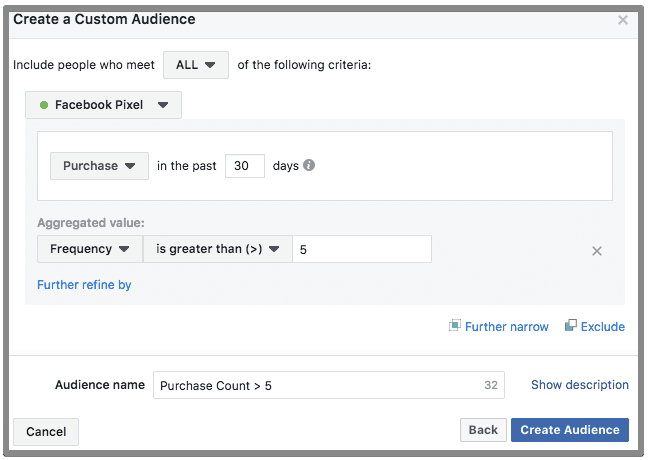 Create a Custom Audience ×
Include people who meet ALL of the following criteria:
Facebook Pixel
Purchase in the past 30 days
Aggregated value:
Frequency is greater than (>) 5
Further refine by
Further narrow Exclude
Audience name Purchase Count > 5 32 Show description
Cancel Back Create Audience